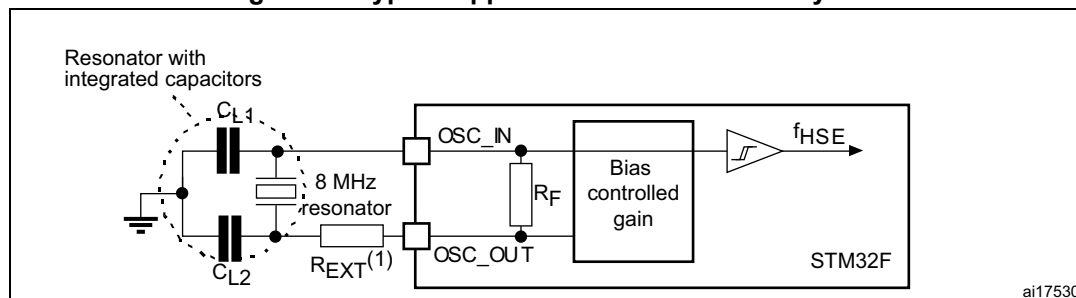 Resonator with
integrated capacitors
CL1
OSC_IN
fHSE
8 MHz
resonator
RF
Bias
controlled
gain
REXT(1)
OSC_OUT
CL2
STM32F
ai17530